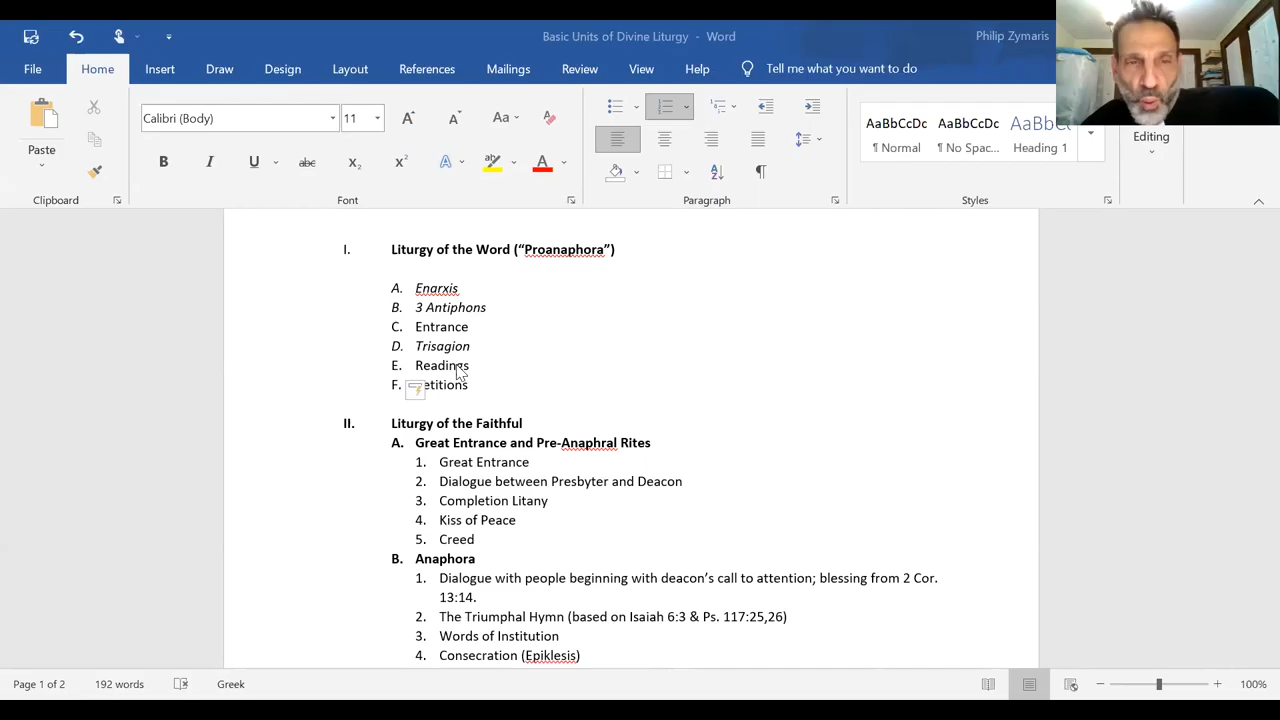 Basic Units of Divine Liturgy - Word
Philip Zymaris
File Home Insert Draw Design Layout References Mailings Review View Help Tell me what you want to do
Paste
Clipboard
Calibri (Body) 11
Font
Paragraph
AaBbCcDc AaBbCcDc AaBbC
¶ Normal ¶ No Spac... Heading 1
Styles
Editing
I. Liturgy of the Word (“Proanaphora”)
A. Enarxis
B. 3 Antiphons
C. Entrance
D. Trisagion
E. Readings
F. etitions
II. Liturgy of the Faithful
A. Great Entrance and Pre-Anaphral Rites
1. Great Entrance
2. Dialogue between Presbyter and Deacon
3. Completion Litany
4. Kiss of Peace
5. Creed
B. Anaphora
1. Dialogue with people beginning with deacon’s call to attention; blessing from 2 Cor.
13:14.
2. The Triumphal Hymn (based on Isaiah 6:3 & Ps. 117:25,26)
3. Words of Institution
4. Consecration (Epiklesis)
Page 1 of 2 192 words Greek 100%